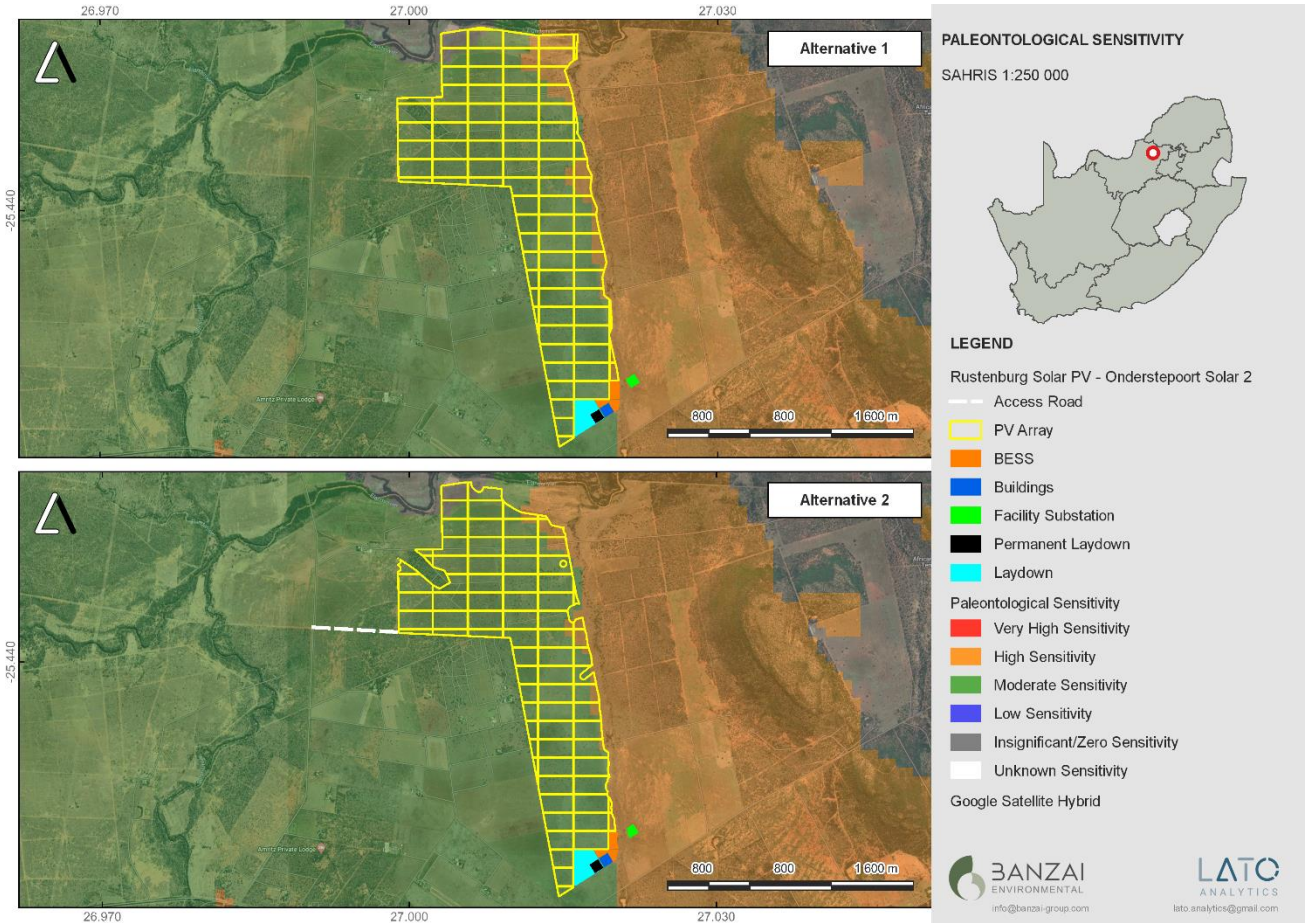 26.970
27.000
27.030
Alternative 1
-25.440
Amritz Private Lodge
800
800
1 600 m
Alternative 2
-25.440
Amritz Private Lodge
800
800
1 600 m
26.970
27.000
27.030
PALEONTOLOGICAL SENSITIVITY
SAHRIS 1:250 000
LEGEND
Rustenburg Solar PV - Onderstepoort Solar 2
Access Road
PV Array
BESS
Buildings
Facility Substation
Permanent Laydown
Laydown
Paleontological Sensitivity
Very High Sensitivity
High Sensitivity
Moderate Sensitivity
Low Sensitivity
Insignificant/Zero Sensitivity
Unknown Sensitivity
Google Satellite Hybrid
BANZAI
ENVIRONMENTAL
info@banzai-group.com
LATO
ANALYTICS
lato.analytics@gmail.com